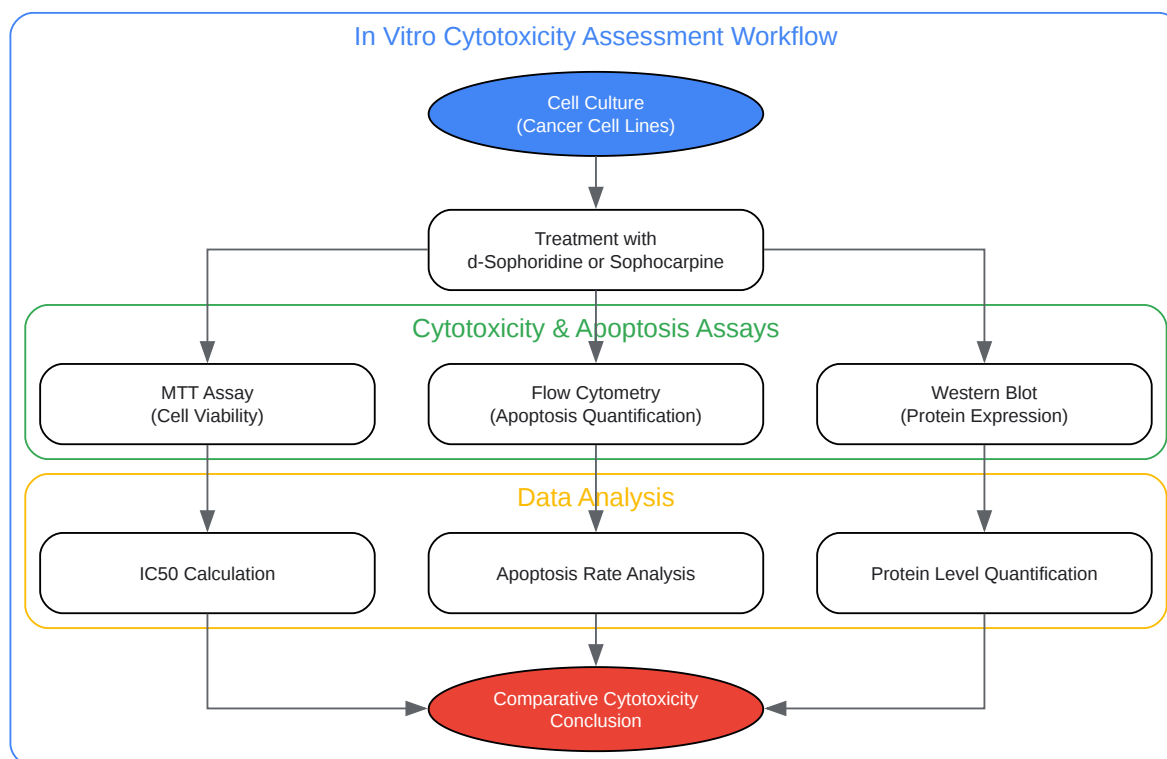 In Vitro Cytotoxicity Assessment Workflow
Cell Culture
(Cancer Cell Lines)
Treatment with
d-Sophoridine or Sophocarpine
Cytotoxicity & Apoptosis Assays
MTT Assay
(Cell Viability)
Flow Cytometry
(Apoptosis Quantification)
Western Blot
(Protein Expression)
Data Analysis
IC50 Calculation
Apoptosis Rate Analysis
Protein Level Quantification
Comparative Cytotoxicity
Conclusion